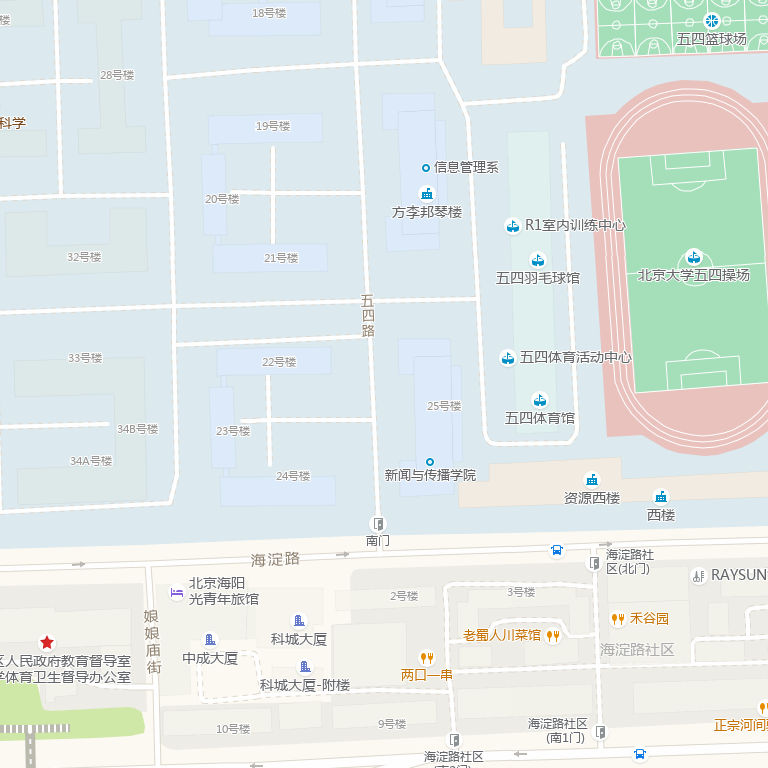 18号楼
五四篮球场
28号楼
科学
19号楼
信息管理系
20号楼
方李邦琴楼
R1室内训练中心
32号楼
21号楼
五四羽毛球馆
北京大学五四操场
五四路
33号楼
22号楼
五四体育活动中心
25号楼
34B号楼
23号楼
五四体育馆
34A号楼
24号楼
新闻与传播学院
资源西楼
西楼
南门
海淀路
海淀路社
区(北门)
RAYSUN
北京海阳
光青年旅馆
2号楼
3号楼
娘娘庙街
科城大厦
老蜀人川菜馆
禾谷园
海淀路社区
中成大厦
区人民政府教育督导室
学体育卫生督导办公室
科城大厦-附楼
两口一串
10号楼
9号楼
海淀路社区
(南1门)
正宗河间
海淀路社区